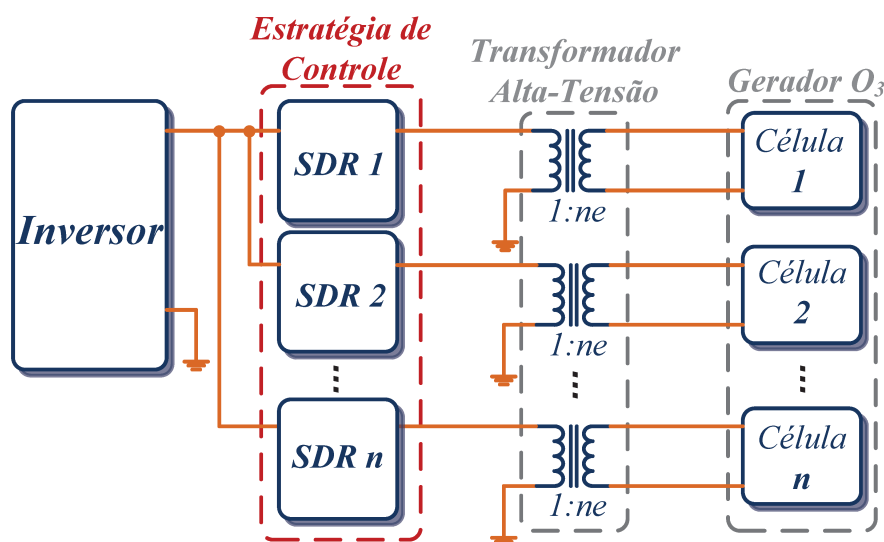 Estratégia de
Controle
Transformador
Alta-Tensão
Gerador O₃
Inversor
SDR 1
1:ne
Célula
1
SDR 2
1:ne
Célula
2
SDR n
1:ne
Célula
n